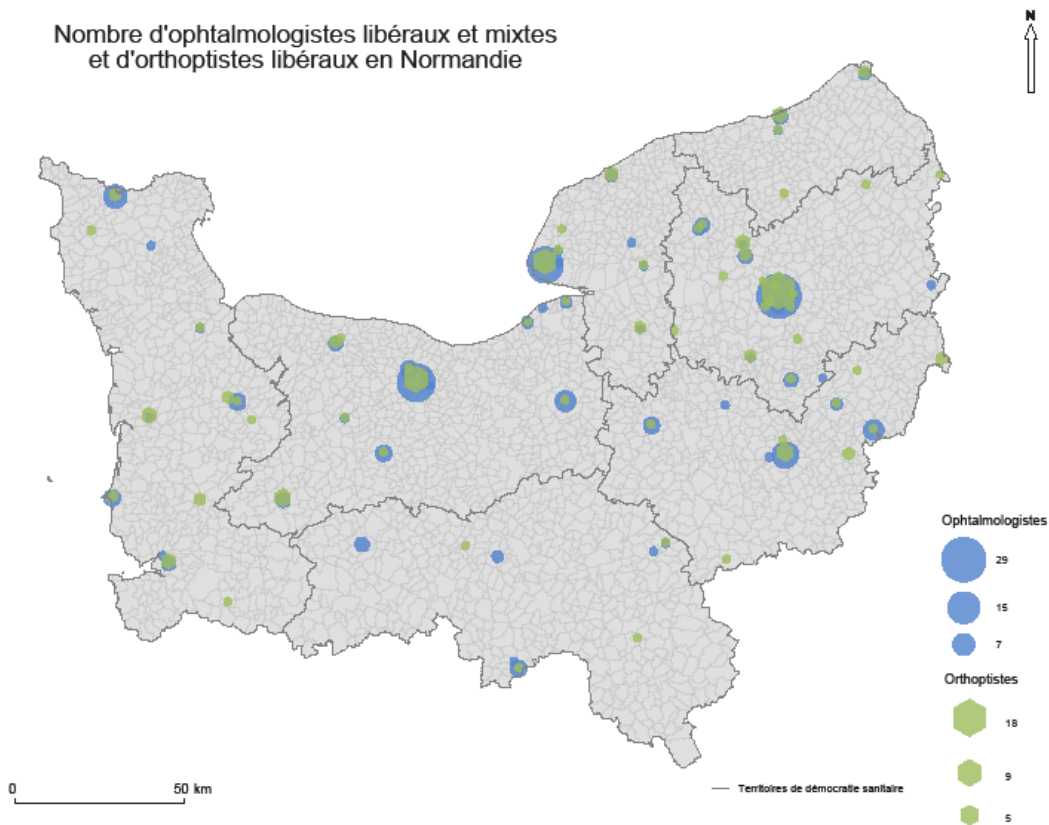 Nombre d'ophtalmologistes libéraux et mixtes
et d'orthoptistes libéraux en Normandie
N
Ophtalmologistes
29
15
7
Orthoptistes
18
9
5
0 50 km
Territoires de démocratie sanitaire